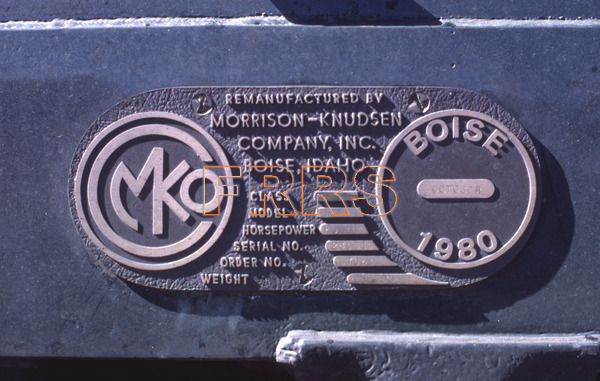 REMANUFACTURED BY
MORRISON-KNUDSEN
COMPANY, INC.
BOISE, IDAHO
CLASS
MODEL
HORSEPOWER
SERIAL NO.
ORDER NO.
WEIGHT
MKCO
BOISE
OCTOBER
1980
FRRS